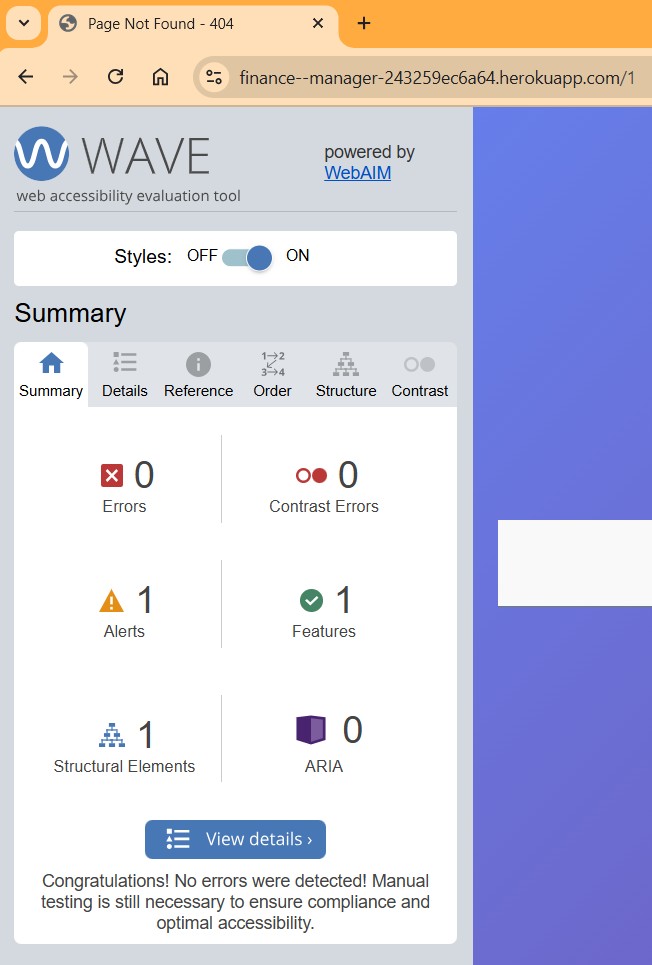 Page Not Found - 404
finance--manager-243259ec6a64.herokuapp.com/1
WAVE
web accessibility evaluation tool
powered by
WebAIM
Styles: OFF ON
Summary
1→2
3→4
Summary Details Reference Order Structure Contrast
0 0
Errors Contrast Errors
1 1
Alerts Features
1 0
Structural Elements ARIA
View details ›
Congratulations! No errors were detected! Manual
testing is still necessary to ensure compliance and
optimal accessibility.